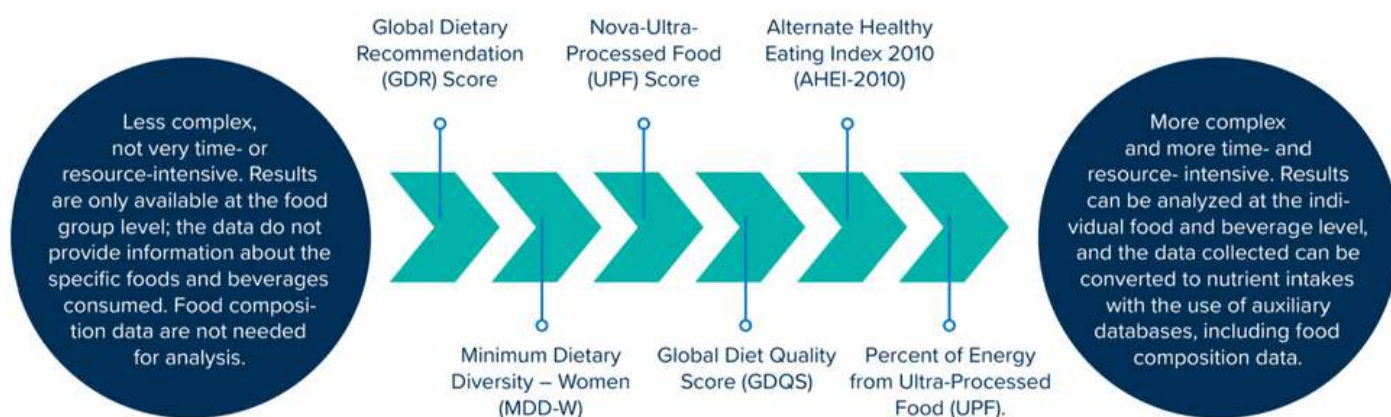 Less complex,
not very time- or
resource-intensive. Results
are only available at the food
group level; the data do not
provide information about the
specific foods and beverages
consumed. Food composi-
tion data are not needed
for analysis.
Global Dietary
Recommendation
(GDR) Score
Minimum Dietary
Diversity – Women
(MDD-W)
Nova-Ultra-
Processed Food
(UPF) Score
Global Diet Quality
Score (GDQS)
Alternate Healthy
Eating Index 2010
(AHEI-2010)
Percent of Energy
from Ultra-Processed
Food (UPF).
More complex
and more time- and
resource- intensive. Results
can be analyzed at the indi-
vidual food and beverage level,
and the data collected can be
converted to nutrient intakes
with the use of auxiliary
databases, including food
composition data.